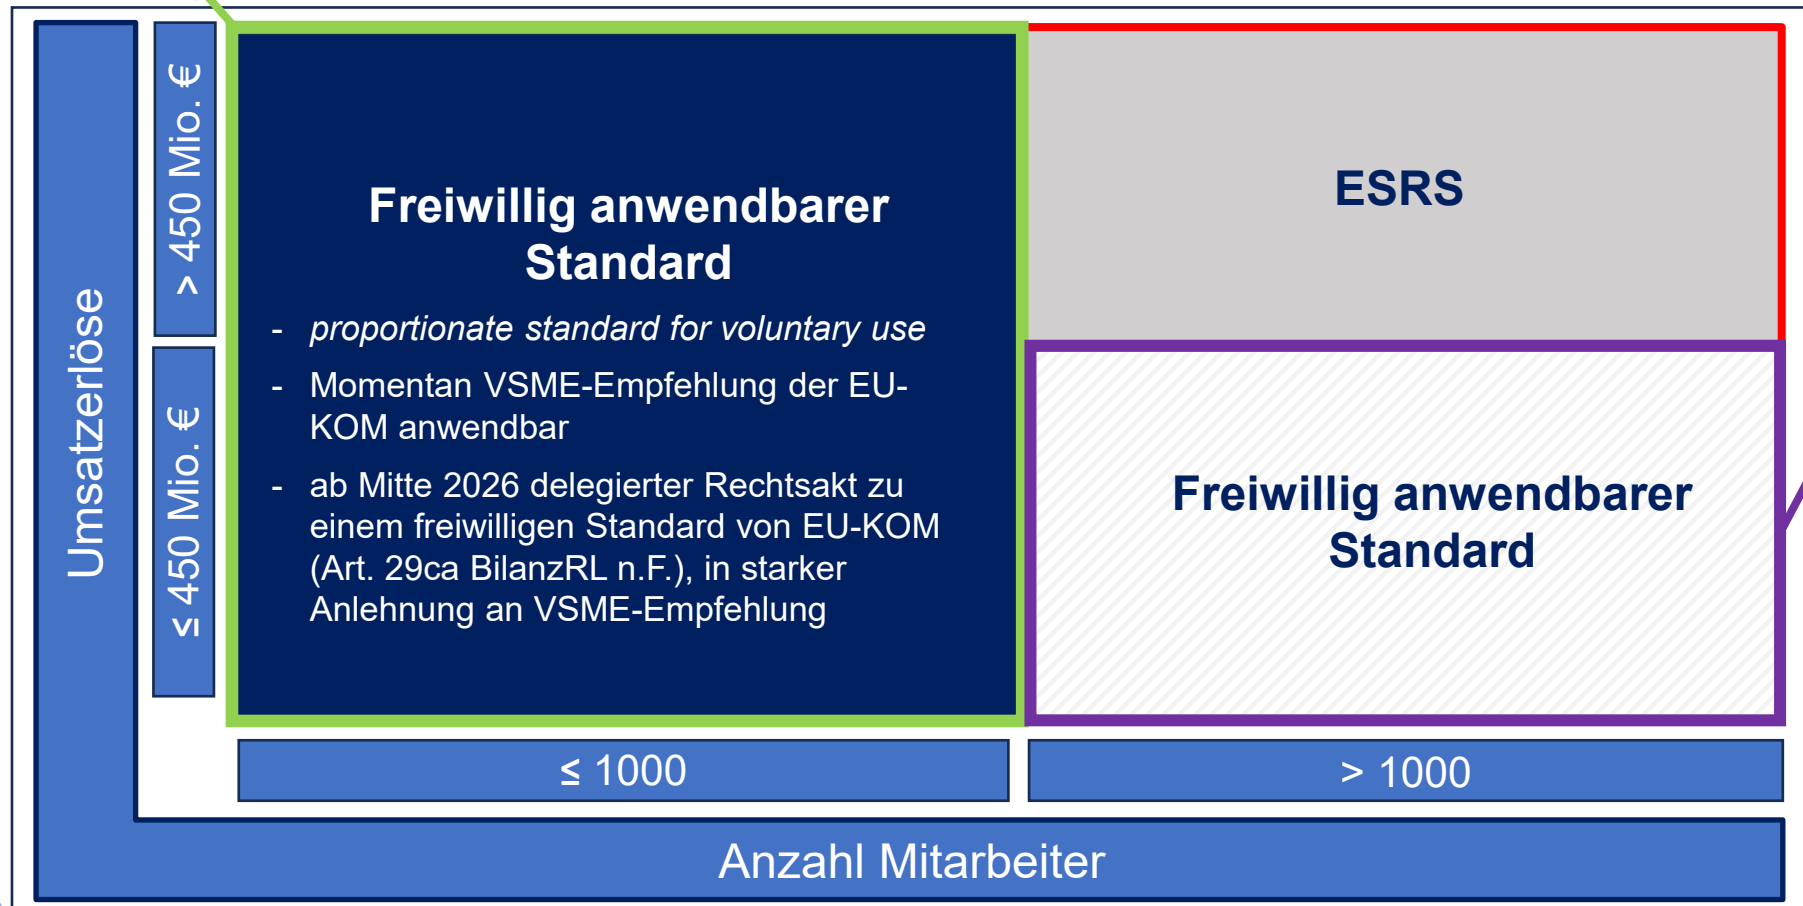 Umsatzerlöse
> 450 Mio. €
≤ 450 Mio. €
Freiwillig anwendbarer
Standard
- proportionate standard for voluntary use
- Momentan VSME-Empfehlung der EU-
KOM anwendbar
- ab Mitte 2026 delegierter Rechtsakt zu
einem freiwilligen Standard von EU-KOM
(Art. 29ca BilanzRL n.F.), in starker
Anlehnung an VSME-Empfehlung
ESRS
Freiwillig anwendbarer
Standard
≤ 1000
> 1000
Anzahl Mitarbeiter